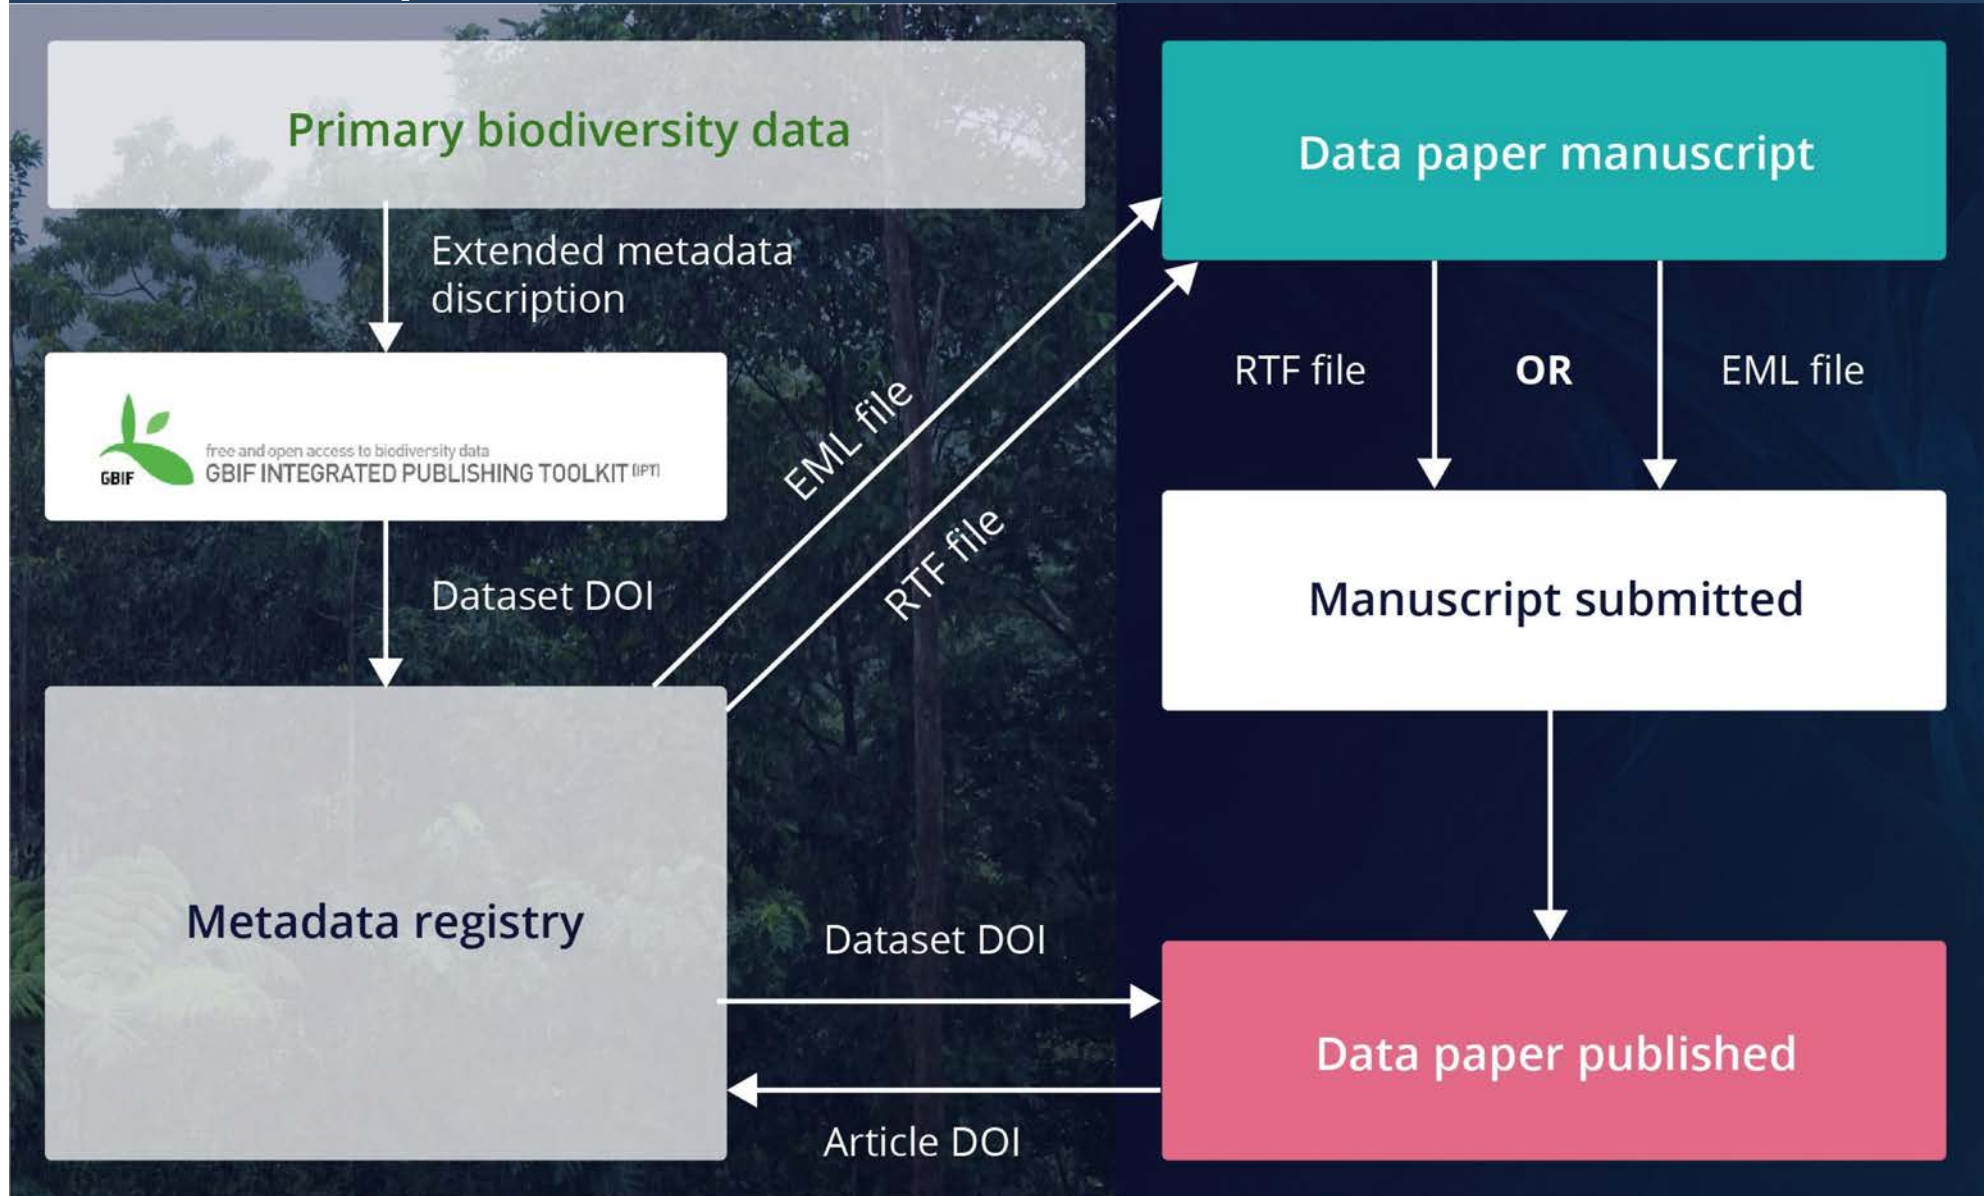 Primary biodiversity data
Extended metadata
discription
free and open access to biodiversity data
GBIF INTEGRATED PUBLISHING TOOLKIT [IPT]
GBIF
Dataset DOI
Metadata registry
EML file
RTF file
Dataset DOI
Article DOI
Data paper manuscript
RTF file
OR
EML file
Manuscript submitted
Data paper published